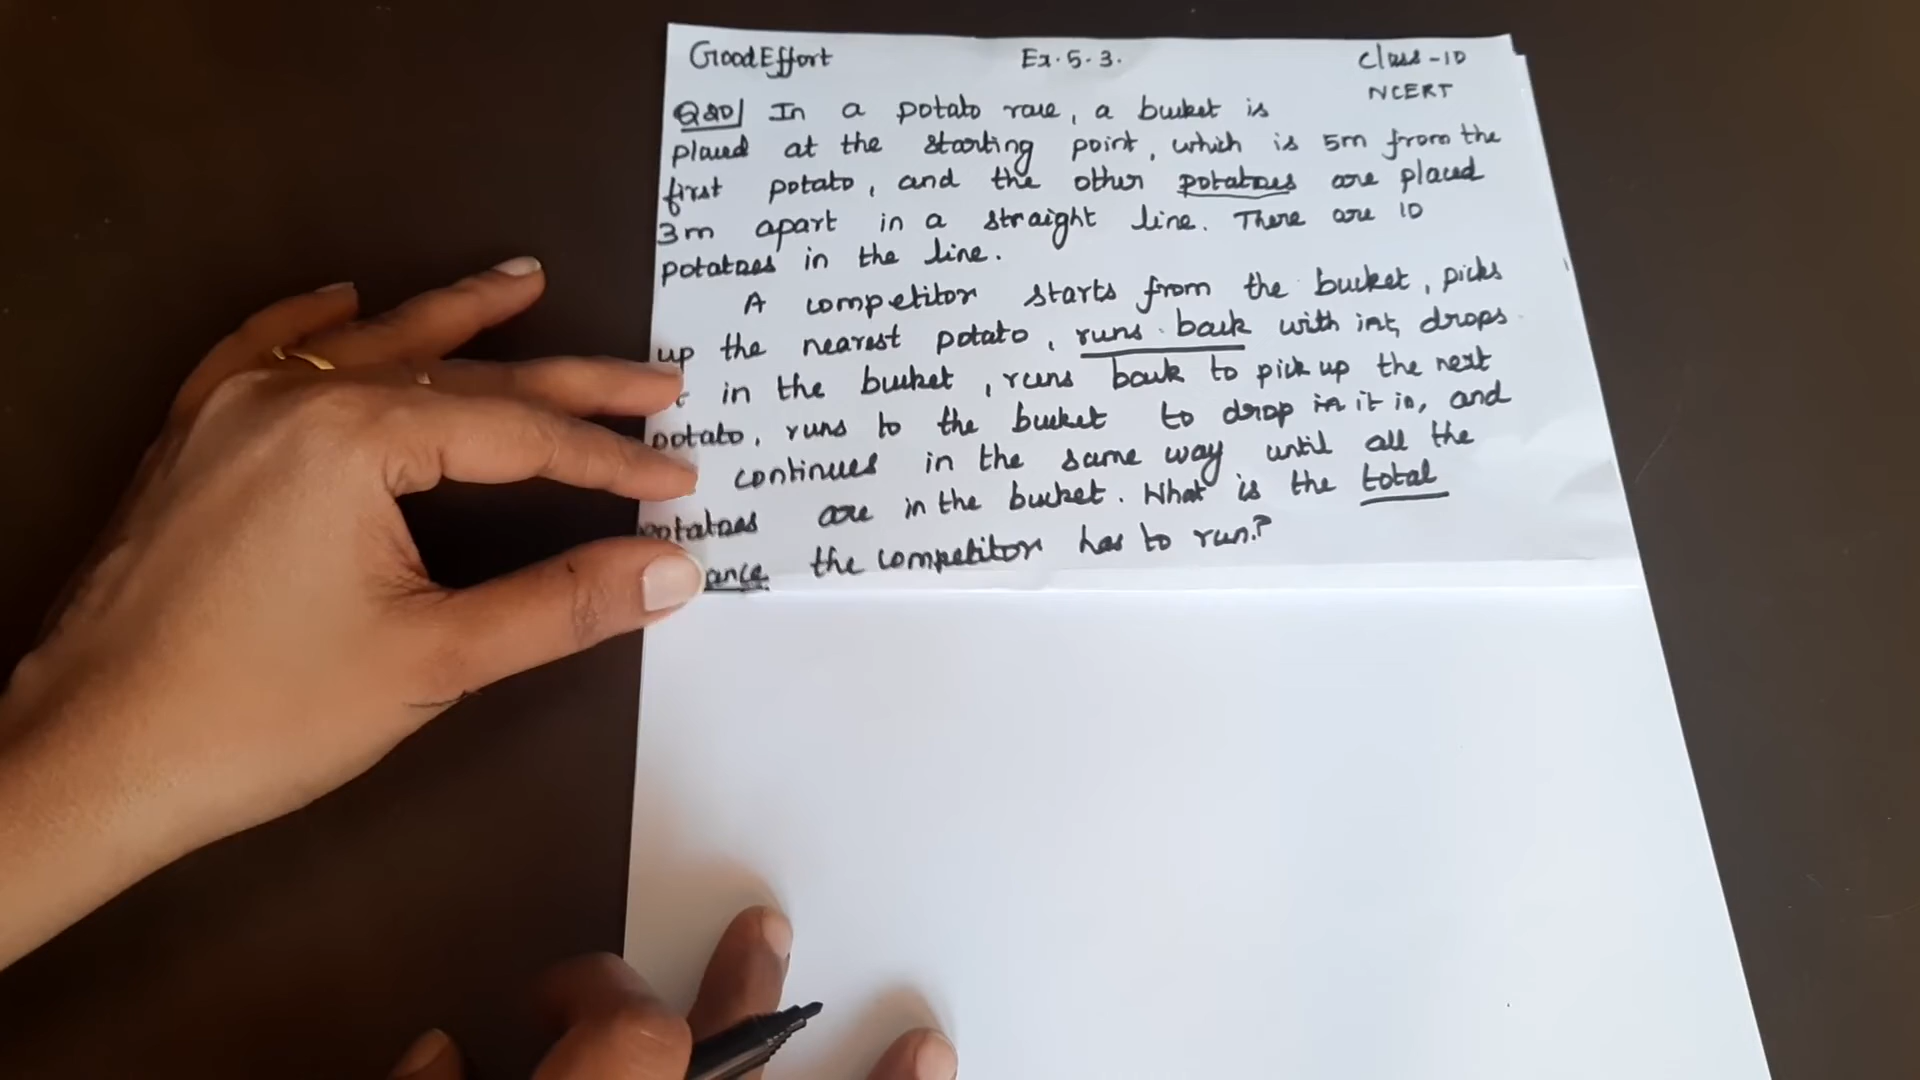 GoodEffort Ex. 5.3. Class-10
NCERT
Q20/ In a potato race, a bucket is
placed at the starting point, which is 5m from the
first potato, and the other potatoes are placed
3m apart in a straight line. There are 10
potatoes in the line.
A competitor starts from the bucket, picks
up the nearest potato, runs back with it, drops
in the bucket, runs back to pick up the next
potato, runs to the bucket to drop in it in, and
continues in the same way until all the
potatoes are in the bucket. What is the total
ance the competitor has to run?